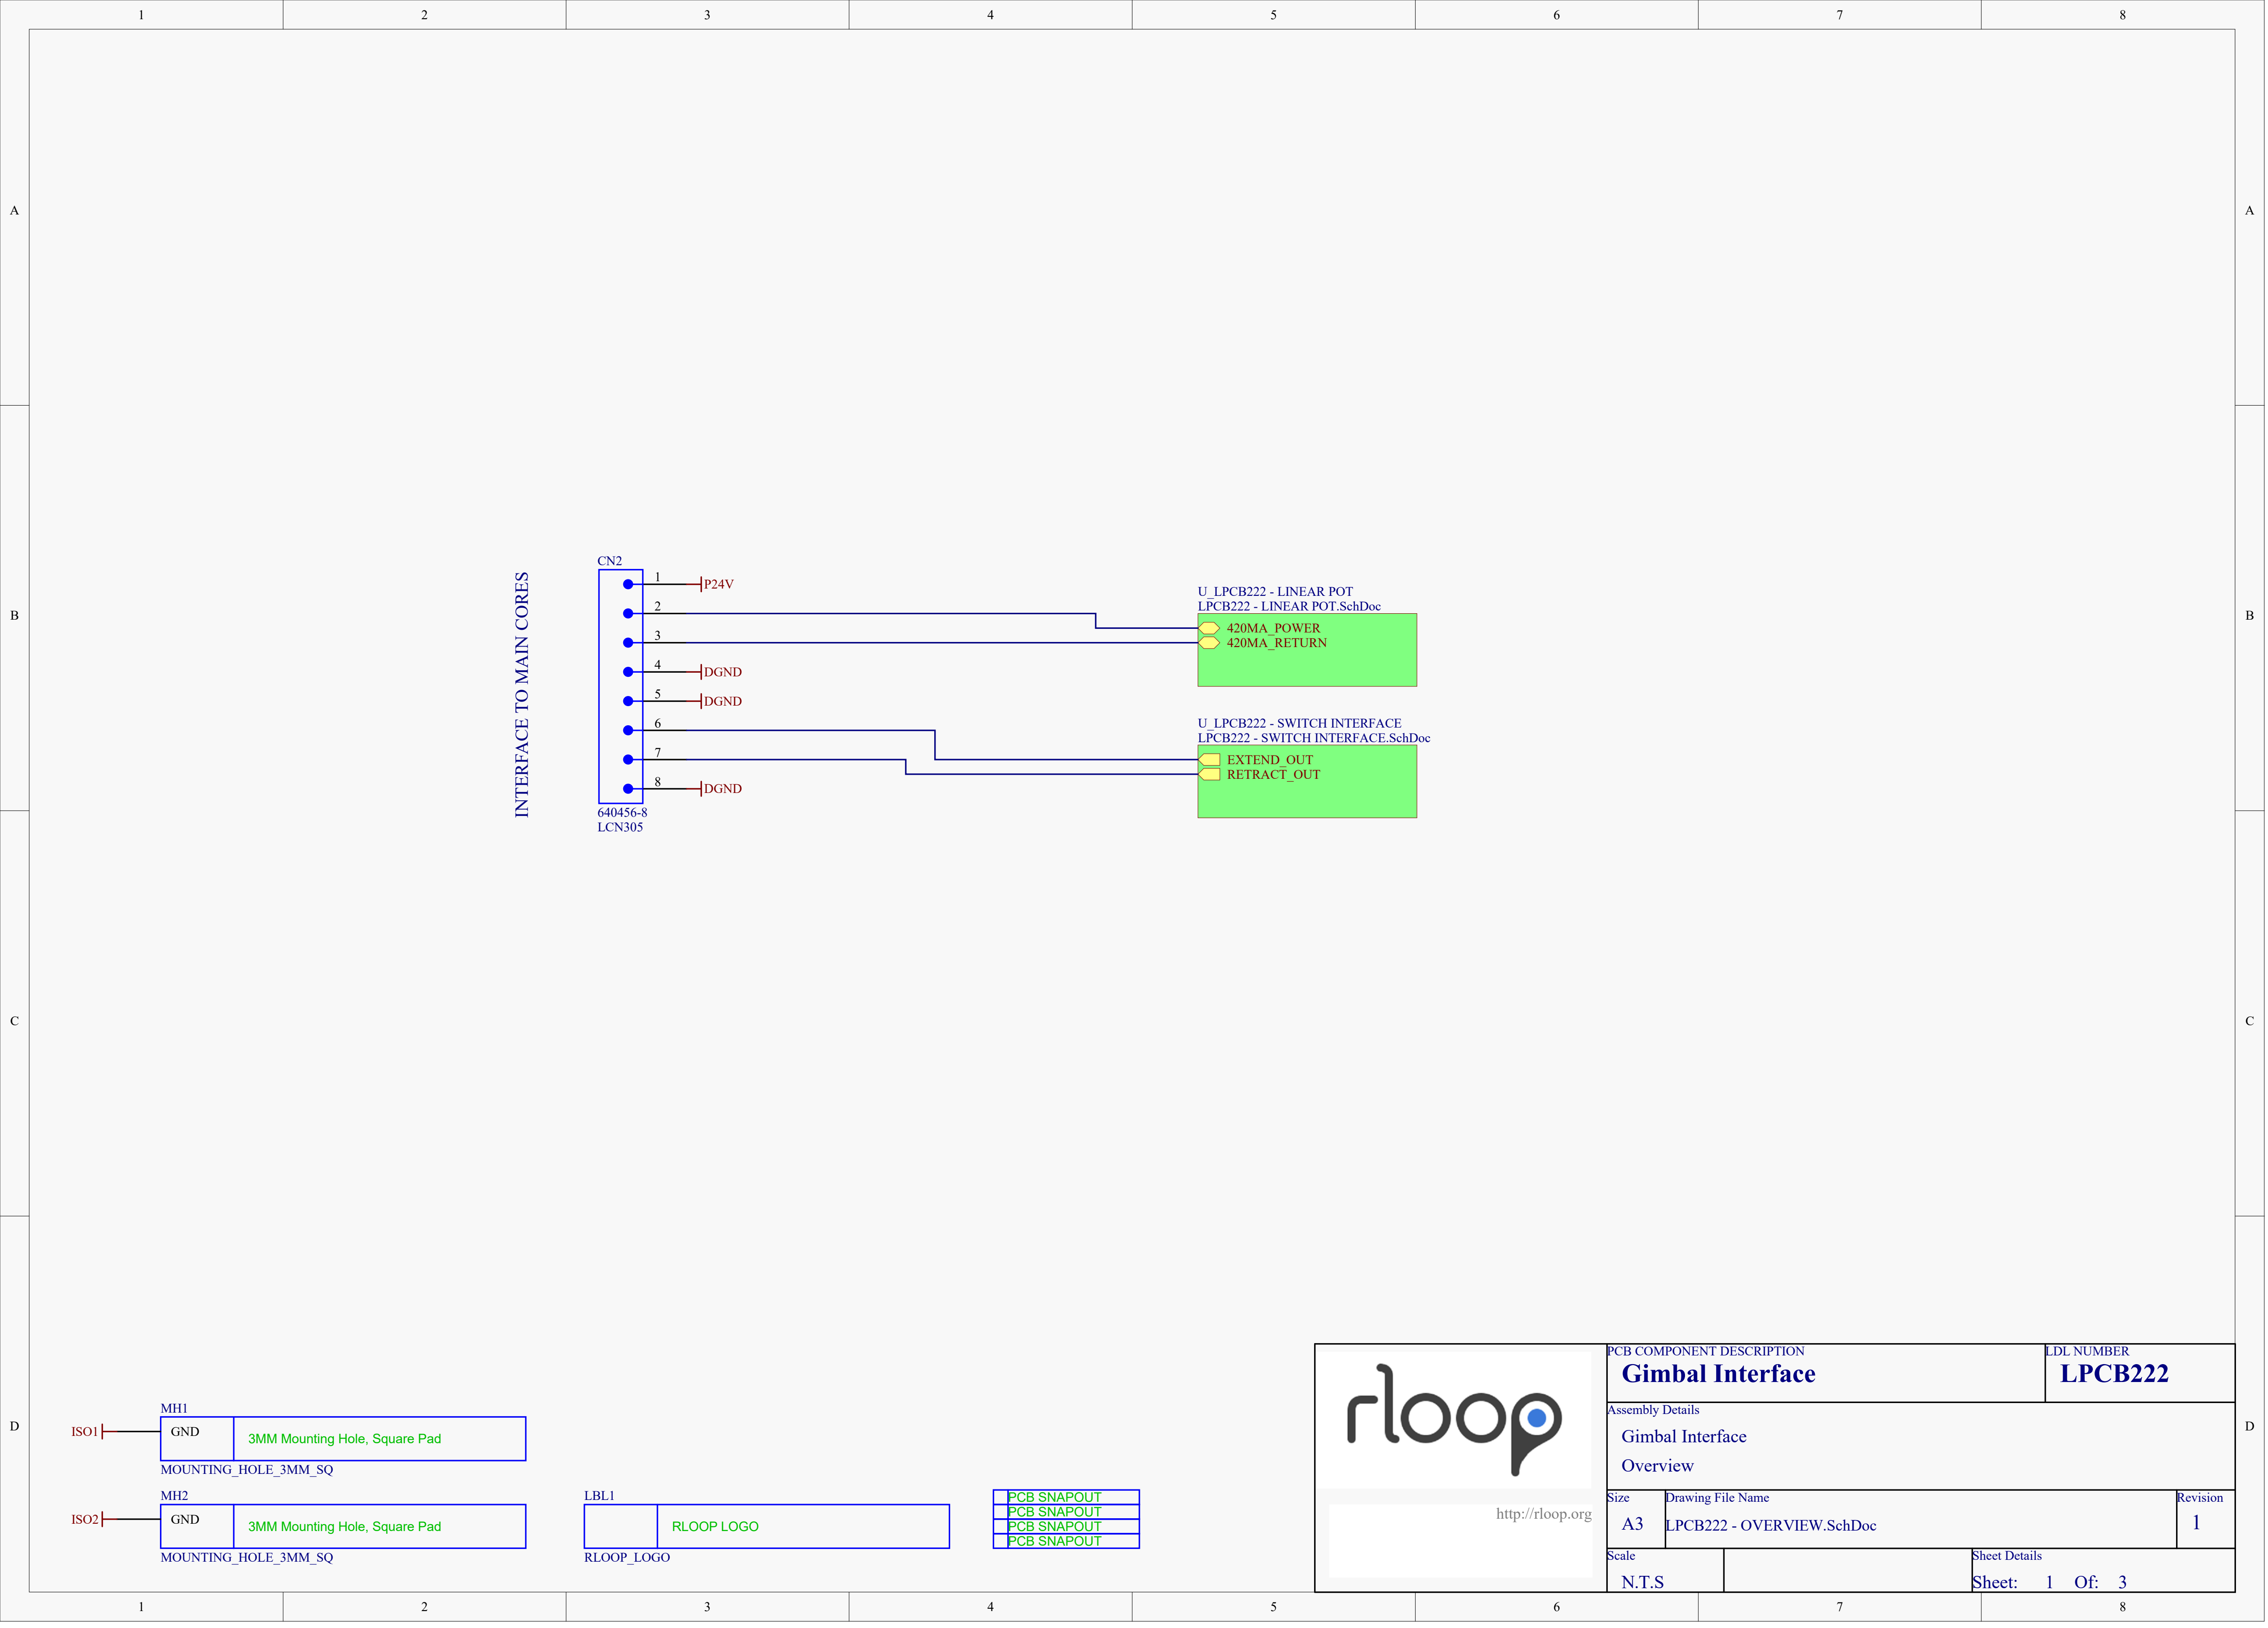 1 2 3 4 5 6 7 8
A A
B B
C C
D D
INTERFACE TO MAIN CORES
CN2
1 P24V
2
3
4 DGND
5 DGND
6
7
8 DGND
640456-8
LCN305
U_LPCB222 - LINEAR POT
LPCB222 - LINEAR POT.SchDoc
420MA_POWER
420MA_RETURN
U_LPCB222 - SWITCH INTERFACE
LPCB222 - SWITCH INTERFACE.SchDoc
EXTEND_OUT
RETRACT_OUT
MH1
ISO1 GND 3MM Mounting Hole, Square Pad
MOUNTING_HOLE_3MM_SQ
MH2
ISO2 GND 3MM Mounting Hole, Square Pad
MOUNTING_HOLE_3MM_SQ
LBL1
RLOOP LOGO
RLOOP_LOGO
PCB SNAPOUT
PCB SNAPOUT
PCB SNAPOUT
PCB SNAPOUT
rloop
http://rloop.org
PCB COMPONENT DESCRIPTION
Gimbal Interface
LDL NUMBER
LPCB222
Assembly Details
Gimbal Interface
Overview
Size
A3
Drawing File Name
LPCB222 - OVERVIEW.SchDoc
Revision
1
Scale
N.T.S
Sheet Details
Sheet: 1 Of: 3
1 2 3 4 5 6 7 8